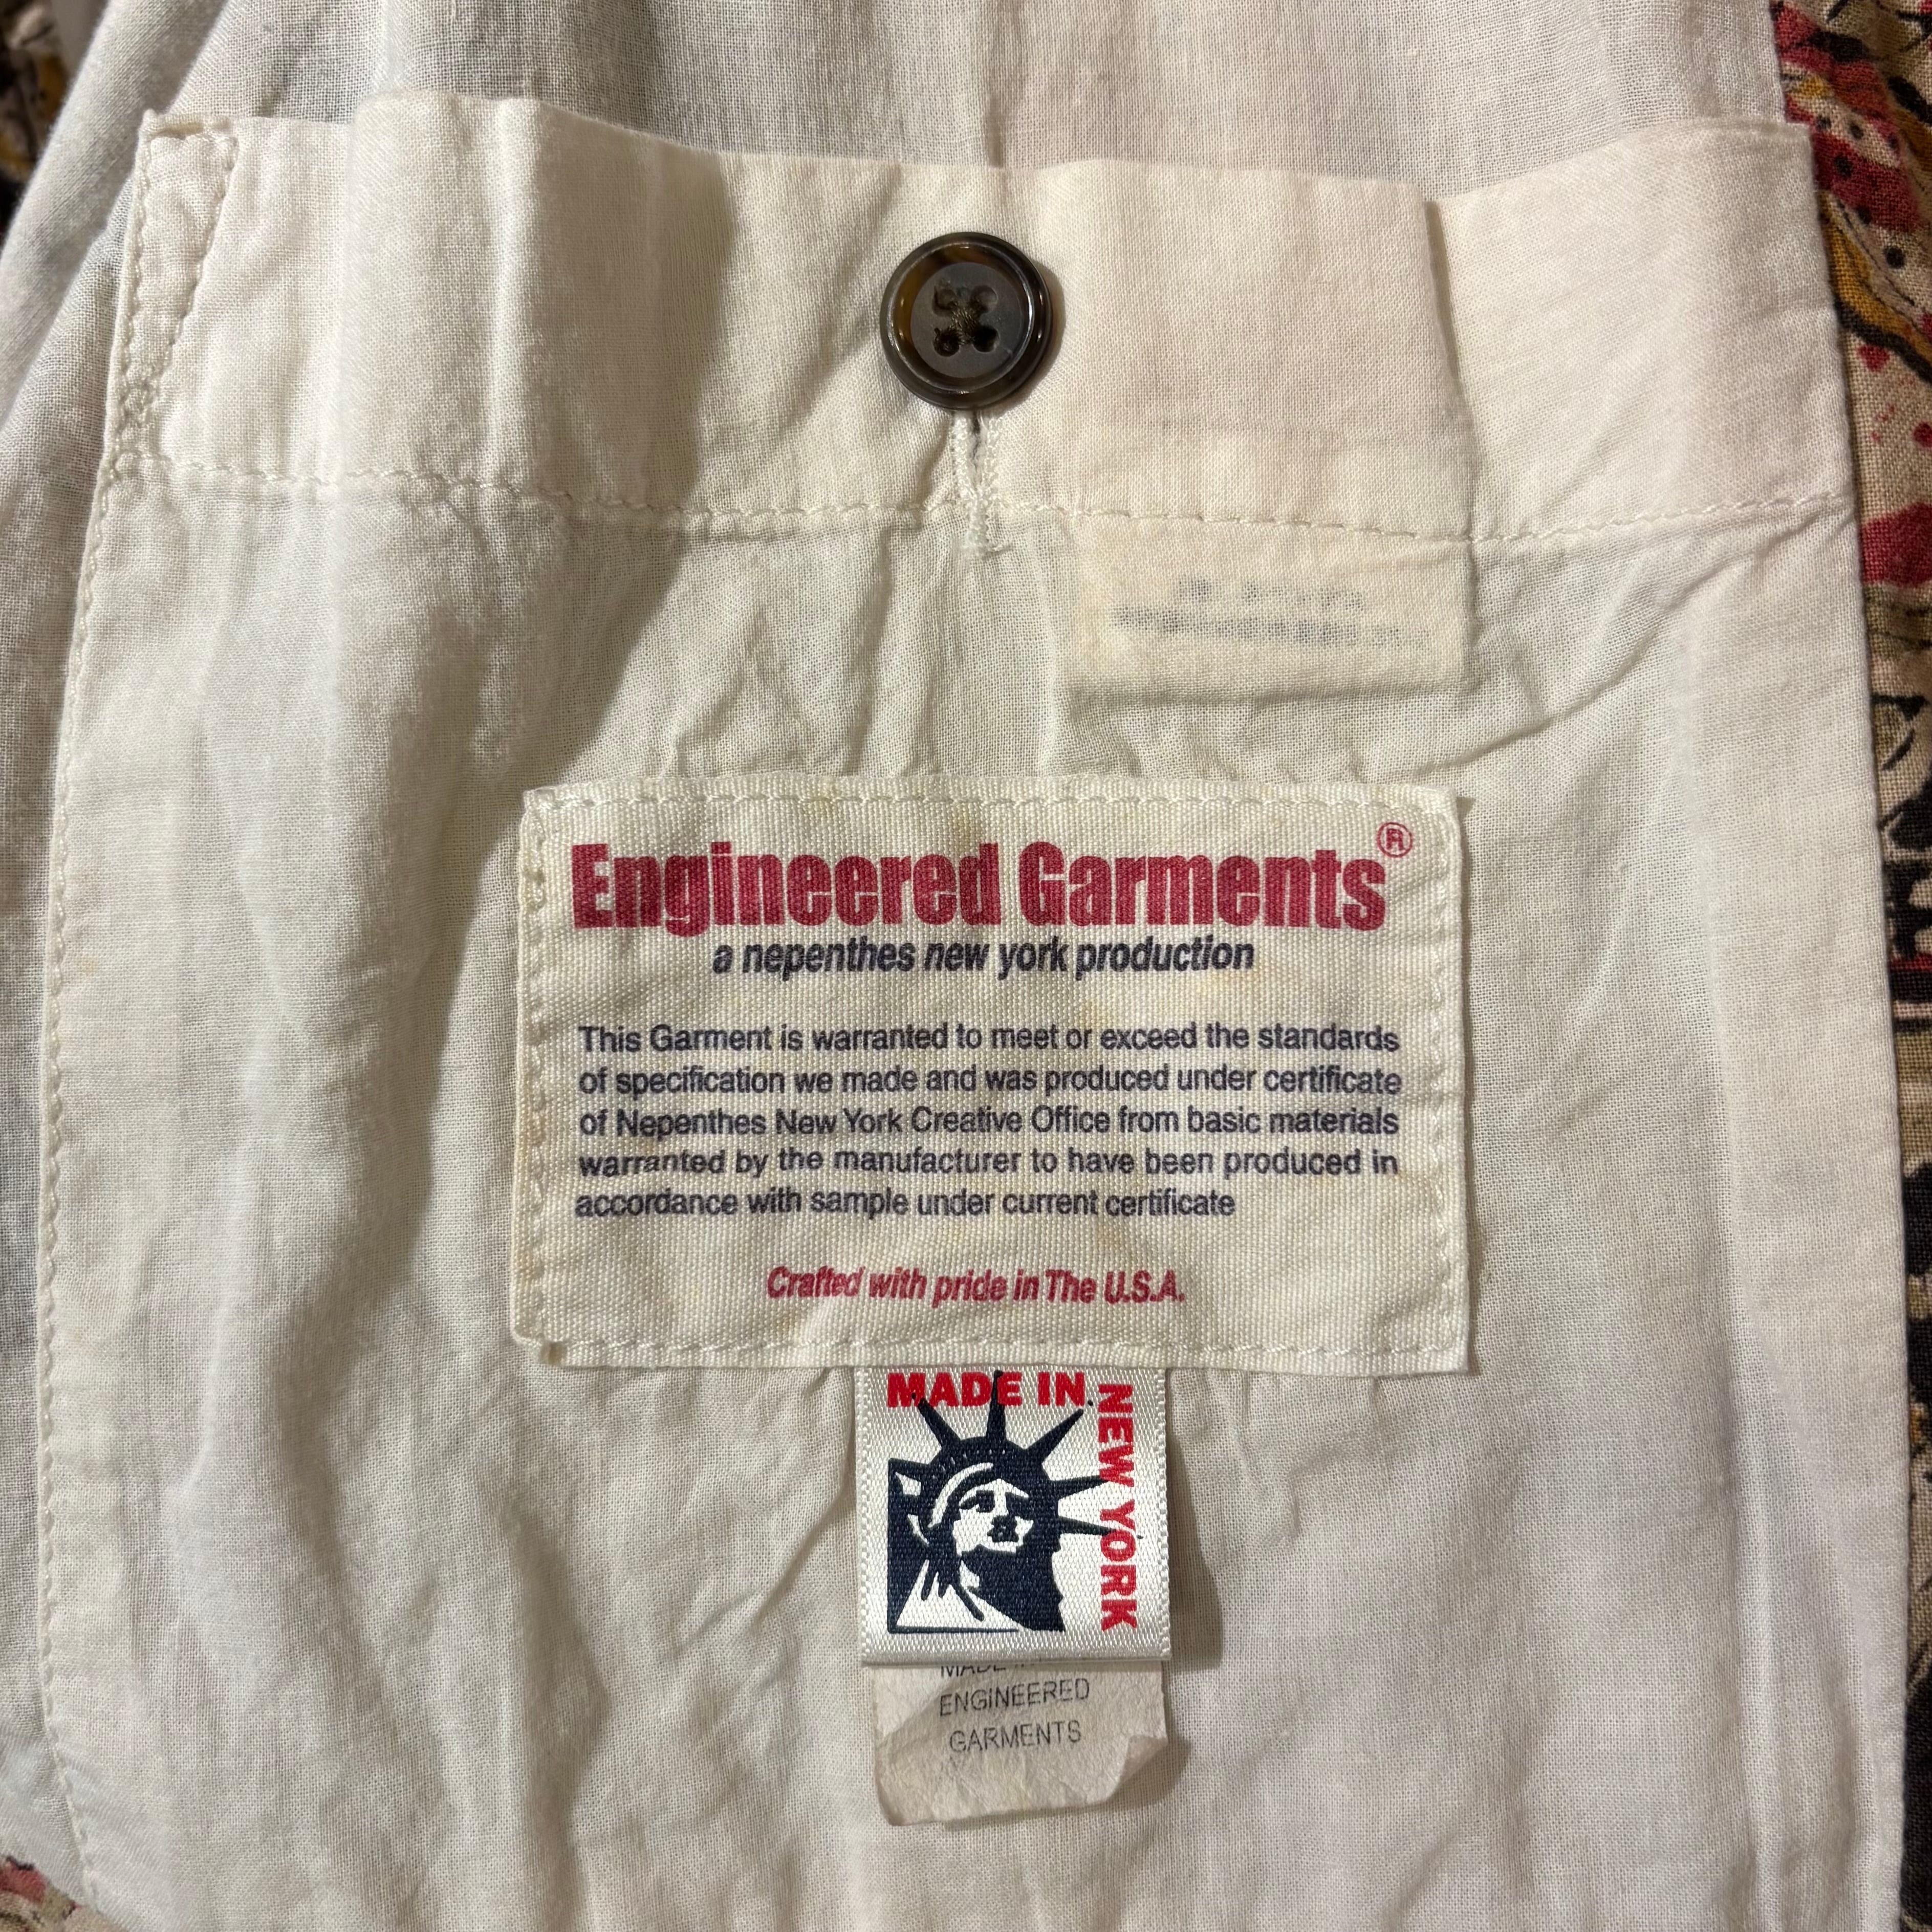 Engineered Garments®
a nepenthes new york production
This Garment is warranted to meet or exceed the standards
of specification we made and was produced under certificate
of Nepenthes New York Creative Office from basic materials
warranted by the manufacturer to have been produced in
accordance with sample under current certificate
Crafted with pride in The U.S.A.
MADE IN
NEW YORK
MADE
ENGINEERED
GARMENTS